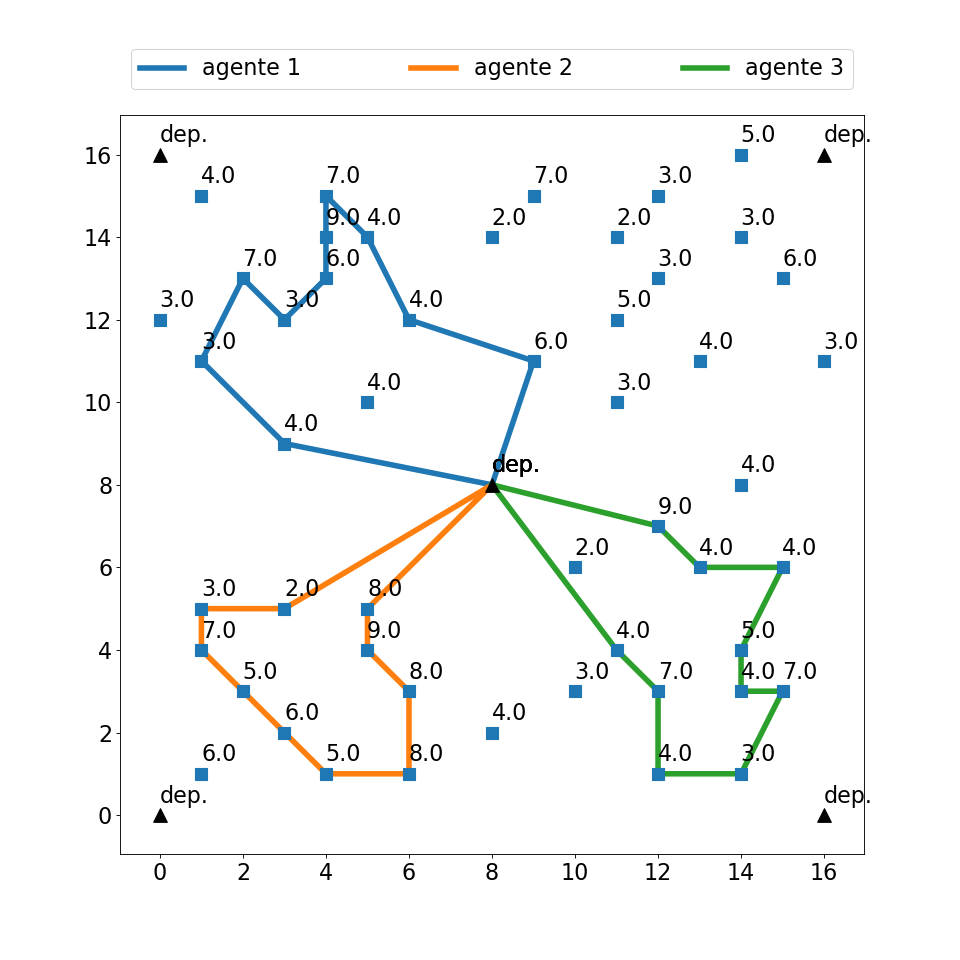 agente 1 agente 2 agente 3
5.0
dep. dep.
16
4.0 7.0 7.0 3.0
9.0 4.0 2.0 2.0 3.0
14
7.0 6.0 3.0 6.0
3.0 3.0 4.0 5.0
12
3.0 6.0 4.0 3.0
4.0 3.0
10
4.0
dep. 4.0
8
9.0
2.0 4.0 4.0
6
3.0 2.0 8.0
7.0 9.0 4.0 5.0
4
5.0 8.0 3.0 7.0 4.0 7.0
6.0 4.0
2
6.0 5.0 8.0 4.0 3.0
dep. dep.
0
0 2 4 6 8 10 12 14 16